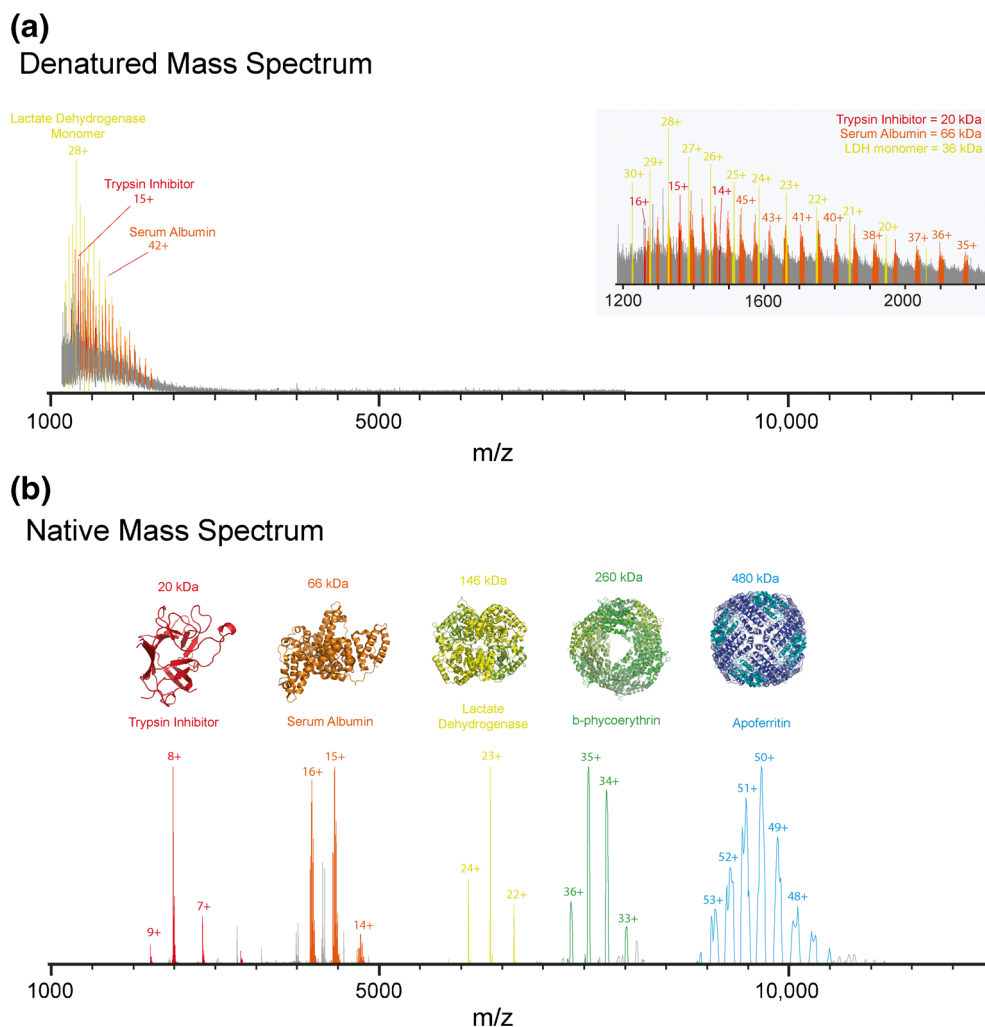 (a)
Denatured Mass Spectrum
Lactate Dehydrogenase
Monomer
28+
Trypsin Inhibitor
15+
Serum Albumin
42+
Trypsin Inhibitor = 20 kDa
Serum Albumin = 66 kDa
LDH monomer = 36 kDa
30+
29+
28+
27+
26+
25+
24+
23+
22+
21+
20+
16+
15+
14+
45+
43+
41+
40+
38+
37+
36+
35+
1200
1600
2000
1000
5000
10,000
m/z
(b)
Native Mass Spectrum
20 kDa
66 kDa
146 kDa
260 kDa
480 kDa
Trypsin Inhibitor
Serum Albumin
Lactate
Dehydrogenase
b-phycoerythrin
Apoferritin
9+
8+
7+
16+
15+
14+
24+
23+
22+
36+
35+
34+
33+
53+
52+
51+
50+
49+
48+
1000
5000
10,000
m/z